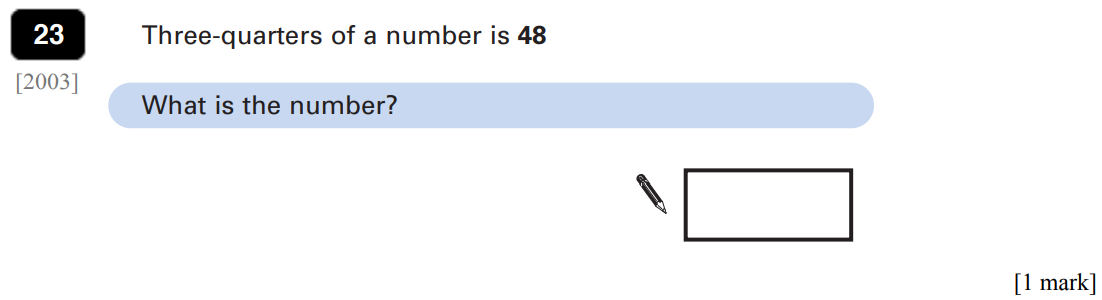 23 Three-quarters of a number is 48
[2003]
What is the number?
[1 mark]